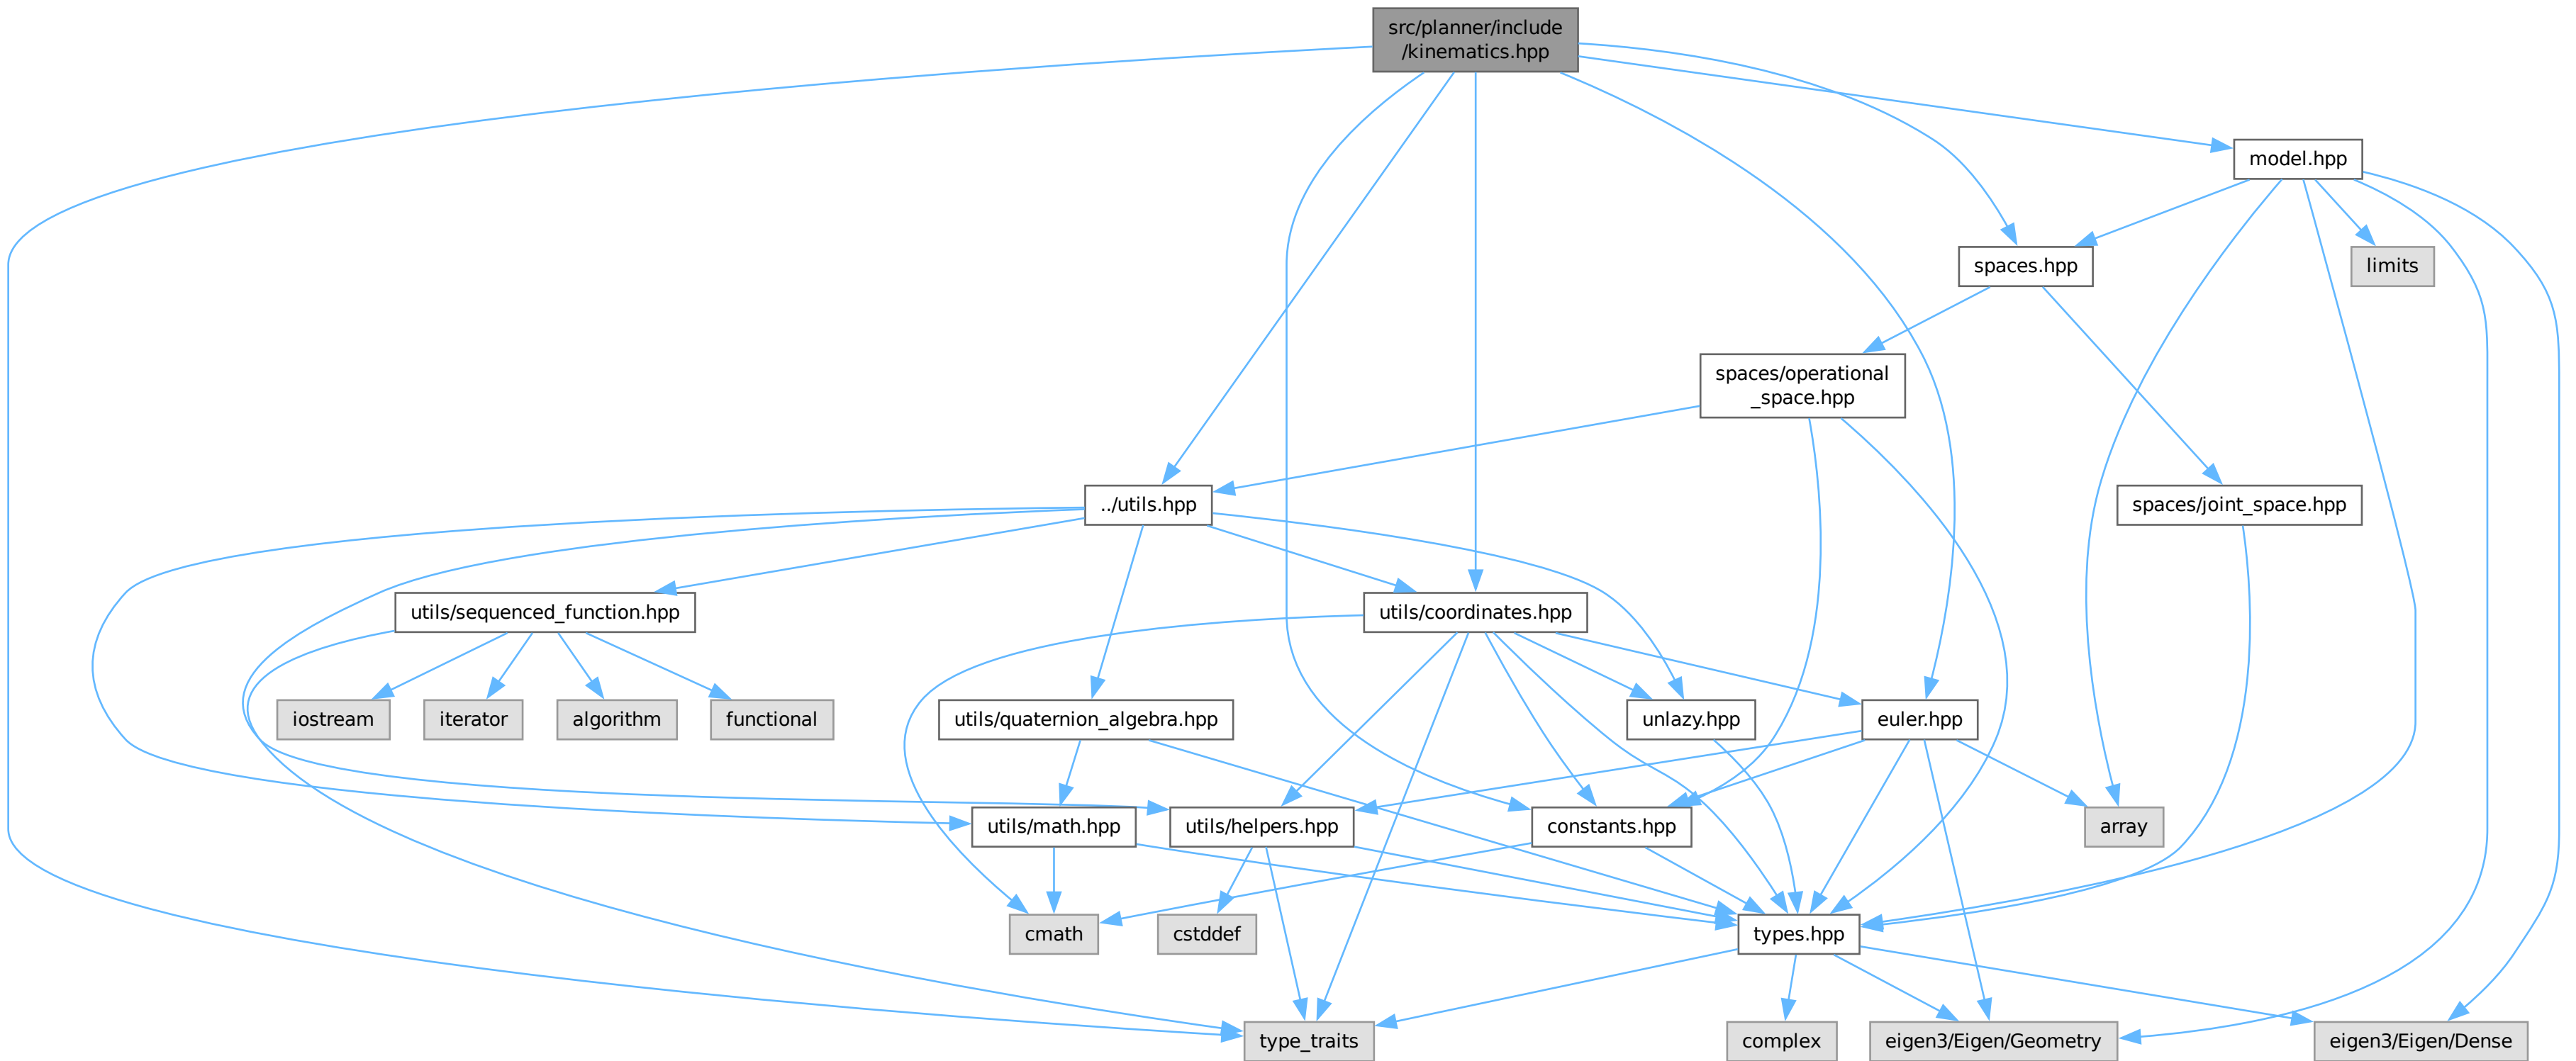 src/planner/include
/kinematics.hpp
model.hpp
spaces.hpp
limits
spaces/operational
_space.hpp
../utils.hpp
spaces/joint_space.hpp
utils/sequenced_function.hpp
utils/coordinates.hpp
iostream
iterator
algorithm
functional
utils/quaternion_algebra.hpp
unlazy.hpp
euler.hpp
utils/math.hpp
utils/helpers.hpp
constants.hpp
array
cmath
cstddef
types.hpp
type_traits
complex
eigen3/Eigen/Geometry
eigen3/Eigen/Dense